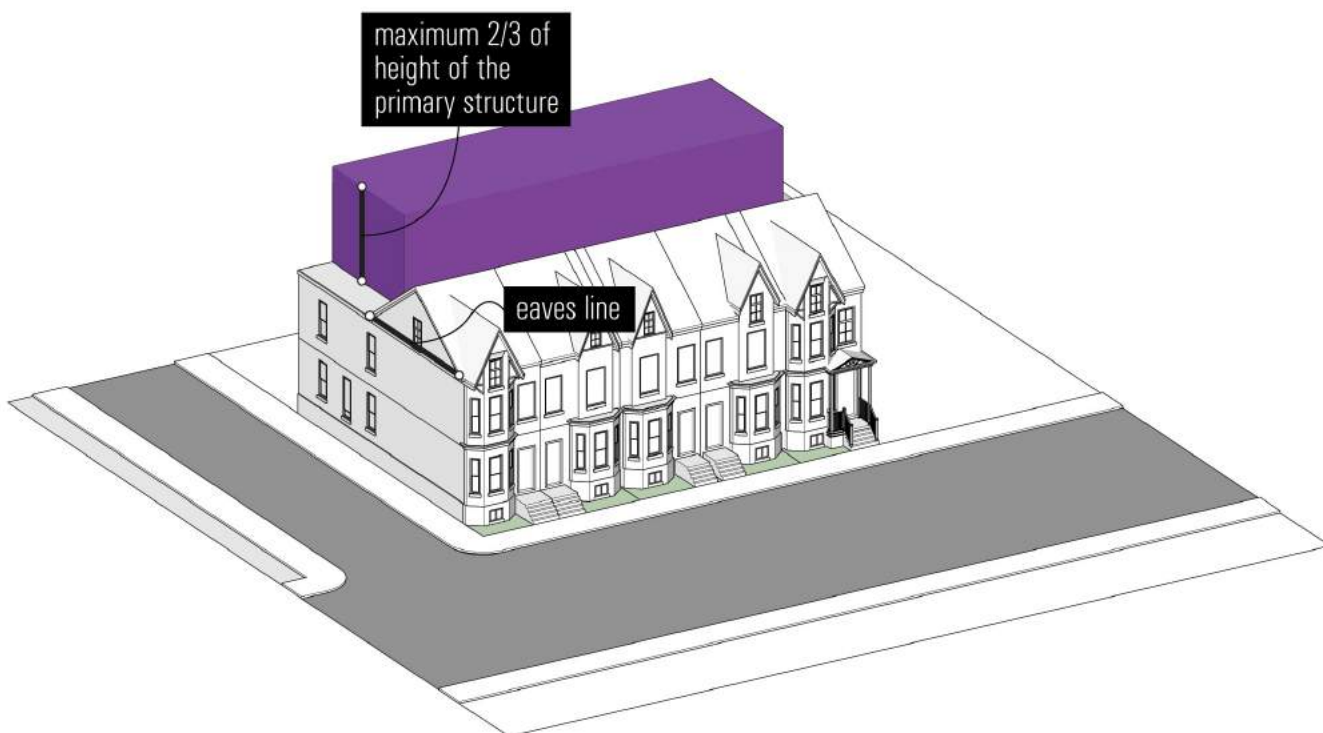 maximum 2/3 of
height of the
primary structure
eaves line